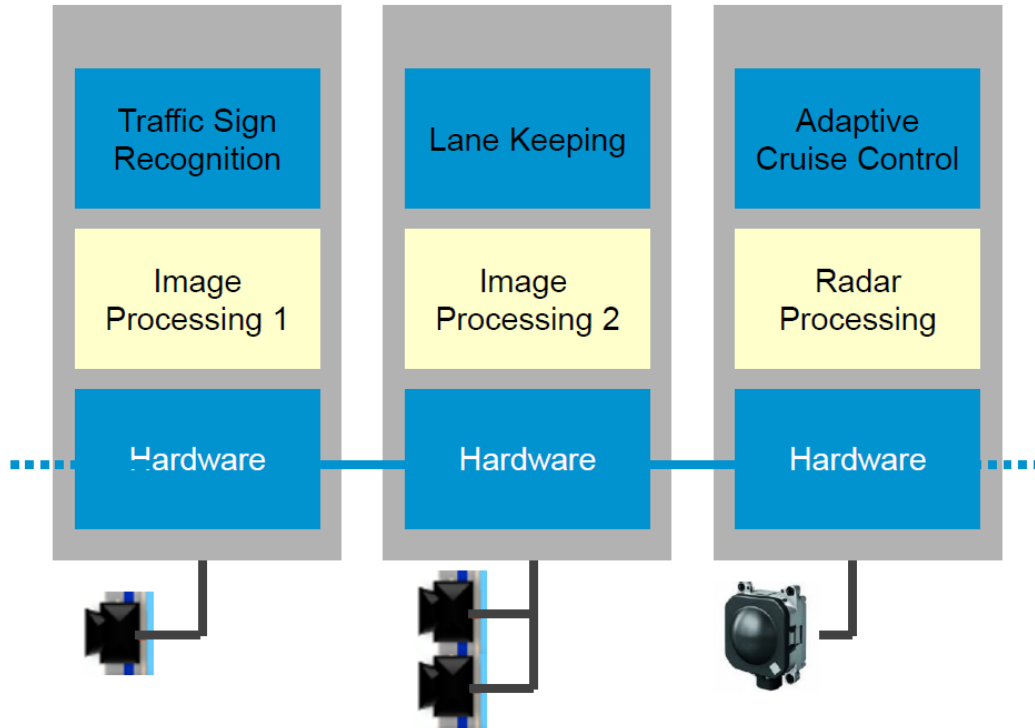 Traffic Sign
Recognition
Lane Keeping
Adaptive
Cruise Control
Image
Processing 1
Image
Processing 2
Radar
Processing
Hardware
Hardware
Hardware